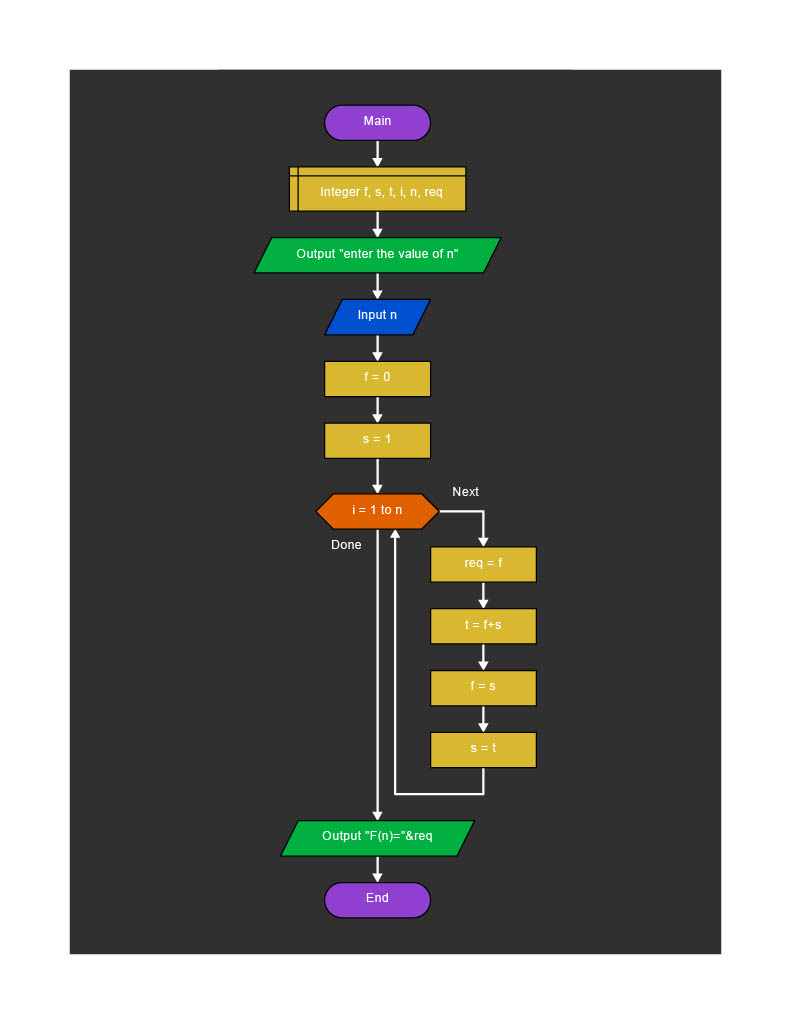 Main
Integer f, s, t, i, n, req
Output "enter the value of n"
Input n
f = 0
s = 1
i = 1 to n
Next
Done
req = f
t = f+s
f = s
s = t
Output "F(n)="&req
End